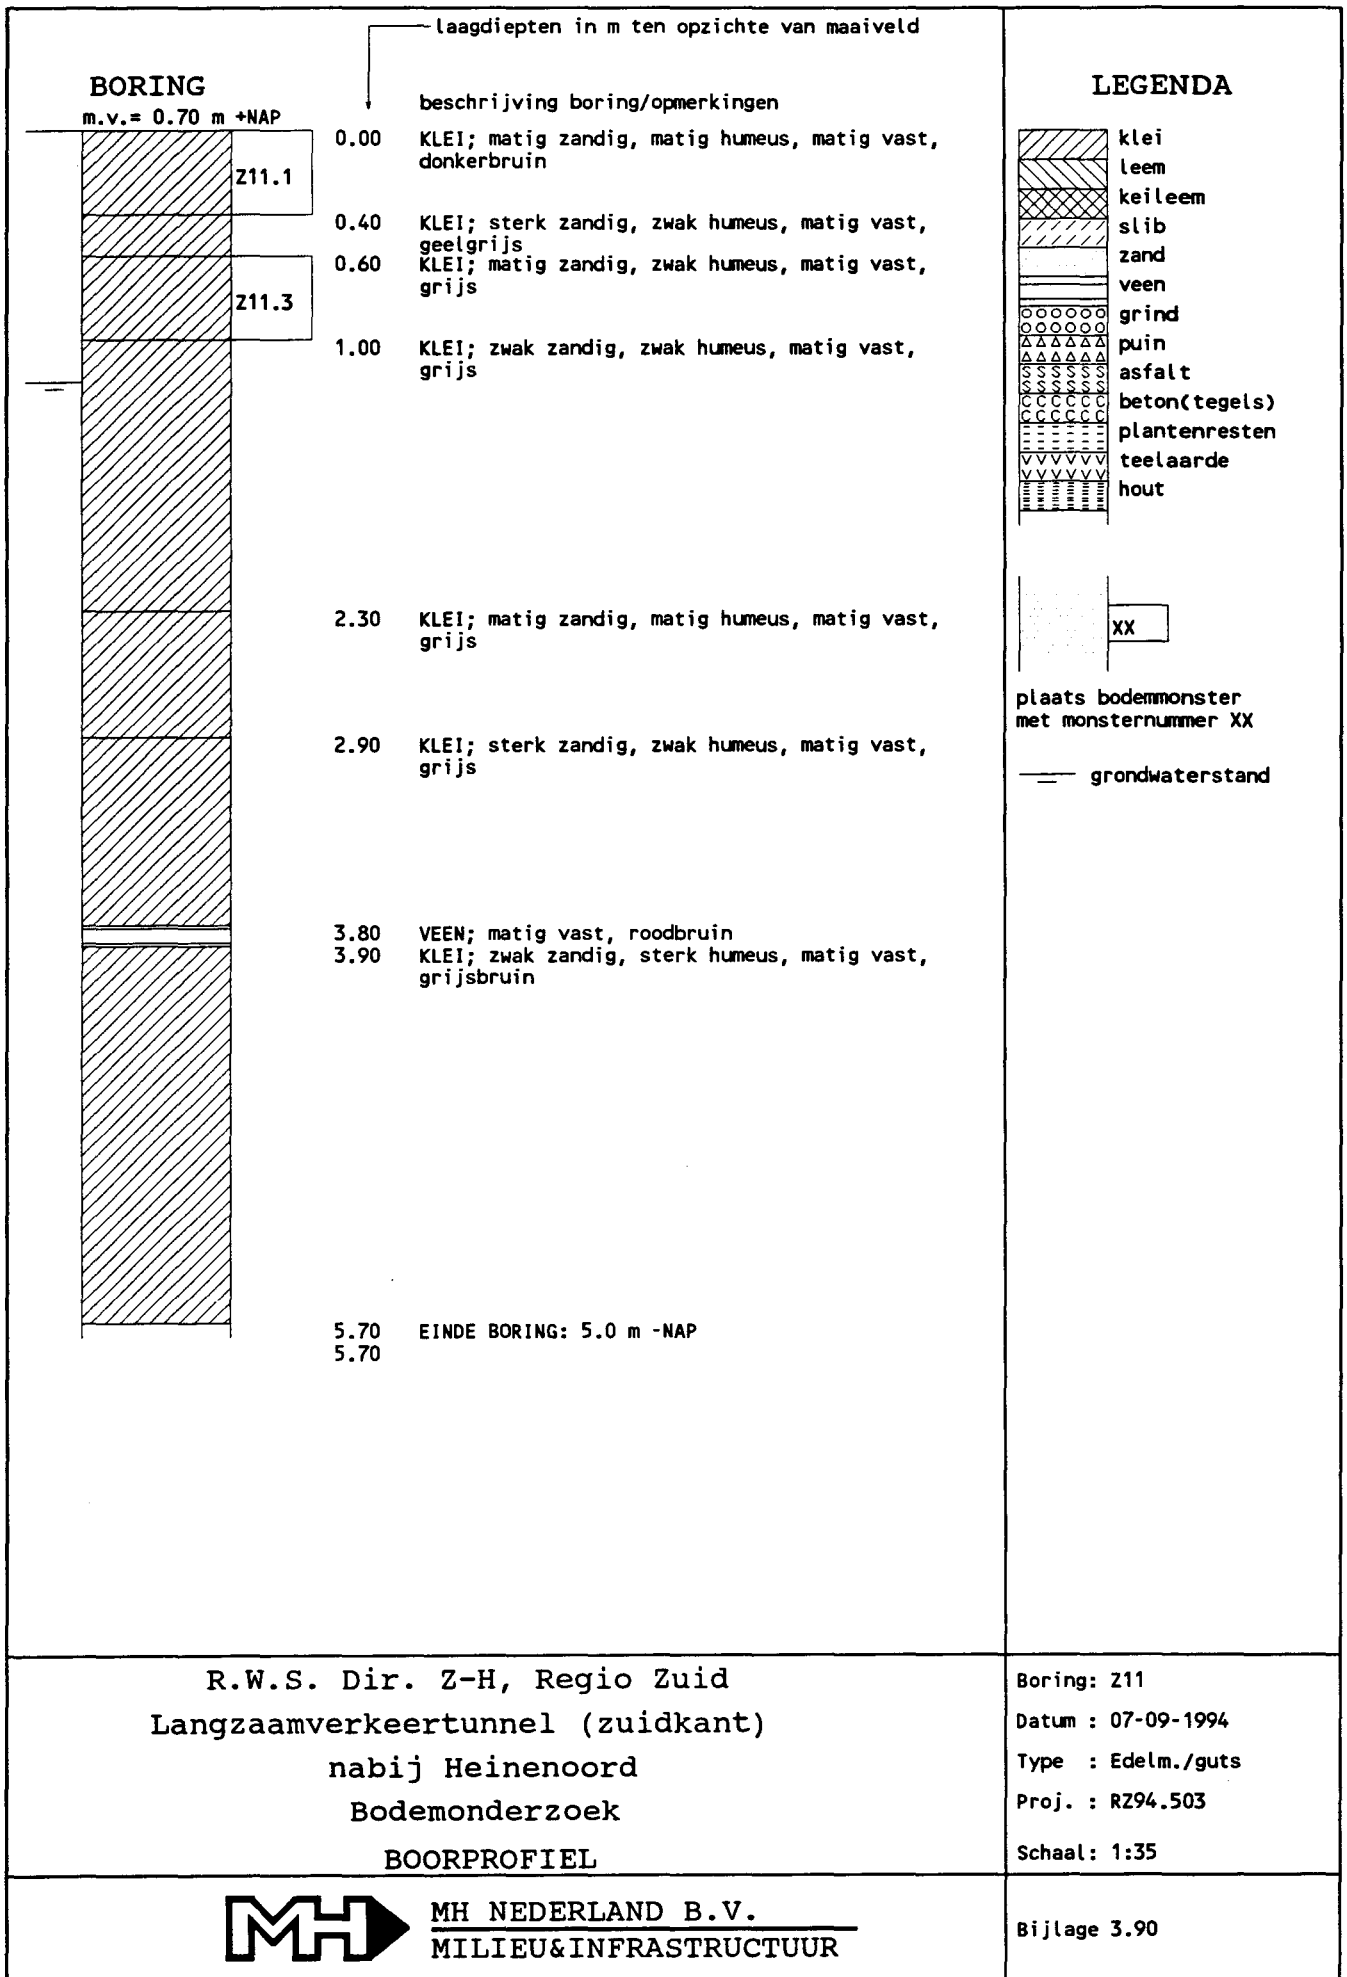 laagdiepten in m ten opzichte van maaiveld
BORING
m.v.= 0.70 m +NAP
beschrijving boring/opmerkingen
0.00 KLEI; matig zandig, matig humeus, matig vast,
donkerbruin
Z11.1
0.40 KLEI; sterk zandig, zwak humeus, matig vast,
geelgrijs
0.60 KLEI; matig zandig, zwak humeus, matig vast,
grijs
Z11.3
1.00 KLEI; zwak zandig, zwak humeus, matig vast,
grijs
2.30 KLEI; matig zandig, matig humeus, matig vast,
grijs
2.90 KLEI; sterk zandig, zwak humeus, matig vast,
grijs
3.80 VEEN; matig vast, roodbruin
3.90 KLEI; zwak zandig, sterk humeus, matig vast,
grijsbruin
5.70 EINDE BORING: 5.0 m -NAP
5.70
LEGENDA
klei
leem
keileem
slib
zand
veen
grind
puin
asfalt
beton(tegels)
plantenresten
teelaarde
hout
XX
plaats bodemmonster
met monsternummer XX
grondwaterstand
R.W.S. Dir. Z-H, Regio Zuid
Langzaamverkeertunnel (zuidkant)
nabij Heinenoord
Bodemonderzoek
BOORPROFIEL
Boring: Z11
Datum : 07-09-1994
Type : Edelm./guts
Proj. : RZ94.503
Schaal: 1:35
MH
MH NEDERLAND B.V.
MILIEU&INFRASTRUCTUUR
Bijlage 3.90